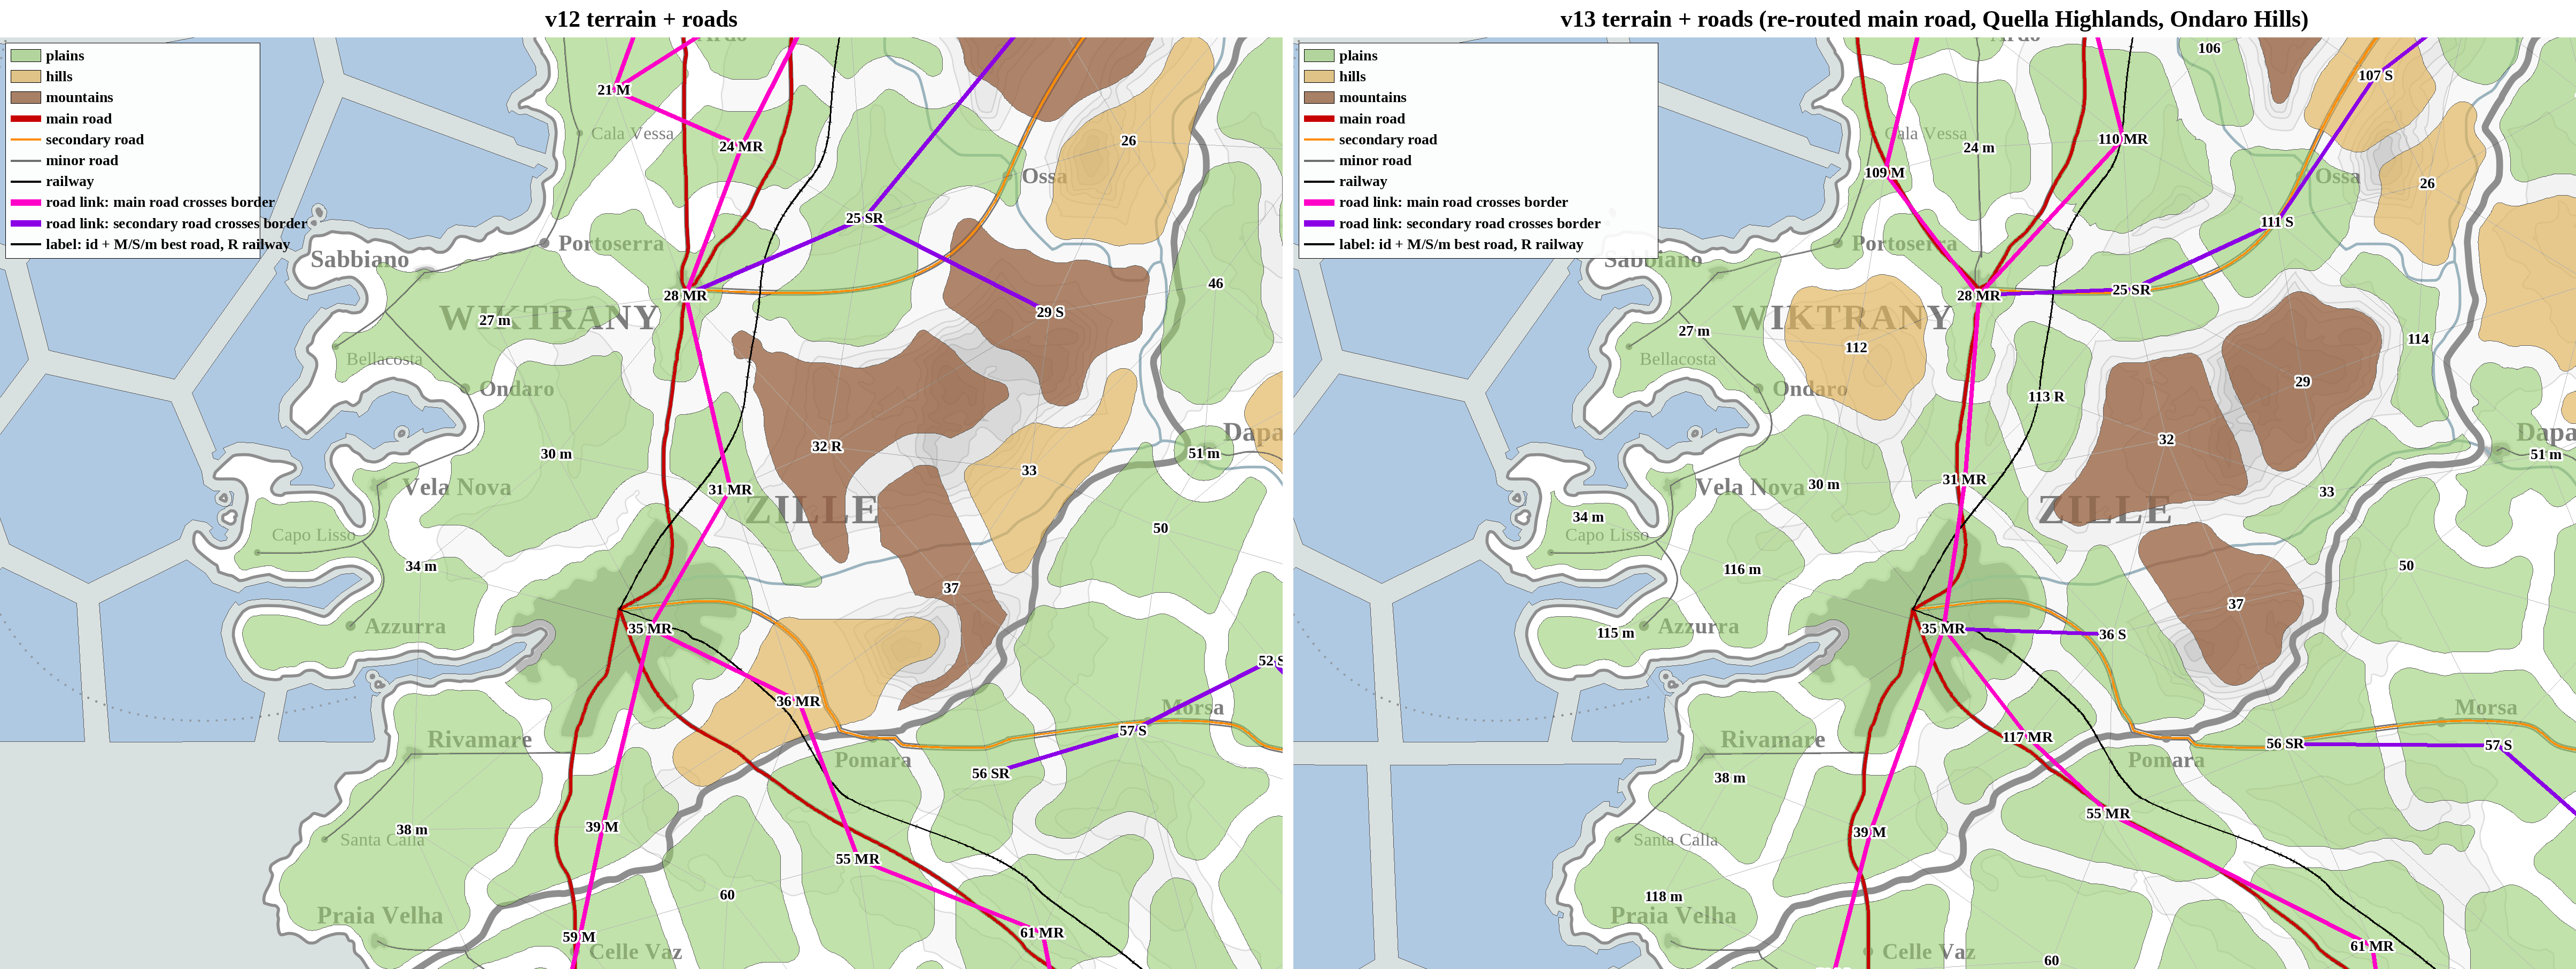 v12 terrain + roads
plains
hills
mountains
main road
secondary road
minor road
railway
road link: main road crosses border
road link: secondary road crosses border
label: id + M/S/m best road, R railway
Ardo
21 M
Cala Vessa
24 MR
26
Ossa
25 SR
Portoserra
Sabbiano
46
28 MR
29 S
WIKTRANY
27 m
Bellacosta
Ondaro
Dapa
32 R
51 m
30 m
33
Vela Nova
31 MR
ZILLE
50
Capo Lisso
34 m
37
Azzurra
35 MR
52 S
36 MR
Morsa
57 S
Rivamare
Pomara
56 SR
39 M
38 m
Santa Calla
55 MR
60
Praia Velha
61 MR
59 M
Celle Vaz
v13 terrain + roads (re-routed main road, Quella Highlands, Ondaro Hills)
plains
hills
mountains
main road
secondary road
minor road
railway
road link: main road crosses border
road link: secondary road crosses border
label: id + M/S/m best road, R railway
Ardo
106
107 S
Cala Vessa
24 m
110 MR
109 M
Ossa
26
111 S
Portoserra
Sabbiano
25 SR
28 MR
WIKTRANY
27 m
112
114
Bellacosta
29
Ondaro
113 R
Dapa
32
51 m
31 MR
30 m
Vela Nova
33
ZILLE
34 m
Capo Lisso
116 m
50
37
115 m
Azzurra
35 MR
36 S
Morsa
117 MR
Rivamare
56 SR
57 S
Pomara
38 m
55 MR
39 M
Santa Calla
118 m
Praia Velha
61 MR
Celle Vaz
60